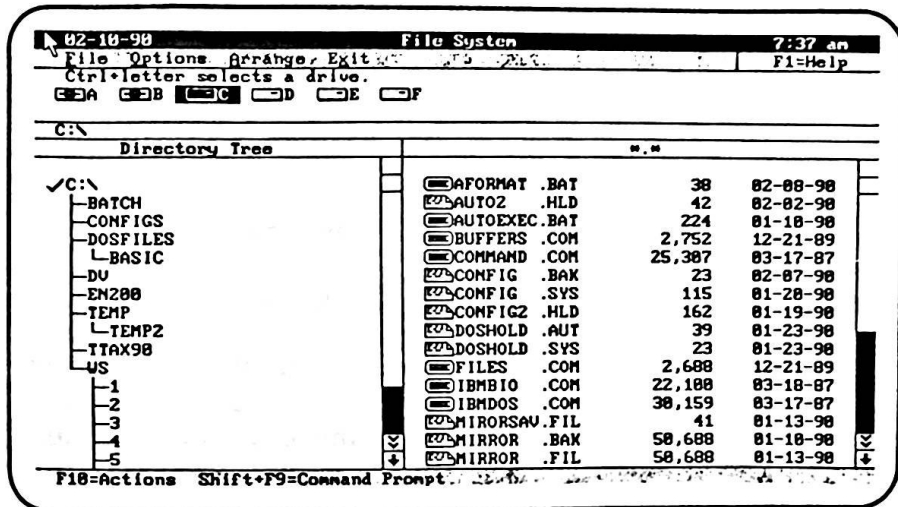 02-10-90 File System 7:37 am
File Options Arrange Exit F1=Help
Ctrl+letter selects a drive.
A B C D E F
C:\
Directory Tree *.*
C:\
BATCH
CONFIGS
DOSFILES
BASIC
DV
EN200
TEMP
TEMP2
TTAX90
WS
1
2
3
4
5
AFORMAT .BAT 38 02-08-90
AUTO2 .HLD 42 02-02-90
AUTOEXEC.BAT 224 01-10-90
BUFFERS .COM 2,752 12-21-89
COMMAND .COM 25,307 03-17-87
CONFIG .BAK 23 02-07-90
CONFIG .SYS 115 01-20-90
CONFIG2 .HLD 162 01-19-90
DOSHOLD .AUT 39 01-23-90
DOSHOLD .SYS 23 01-23-90
FILES .COM 2,688 12-21-89
IBMBIO .COM 22,100 03-18-87
IBMDOS .COM 30,159 03-17-87
MIRORSAV.FIL 41 01-13-90
MIRROR .BAK 50,688 01-10-90
MIRROR .FIL 50,688 01-13-90
F10=Actions Shift+F9=Command Prompt